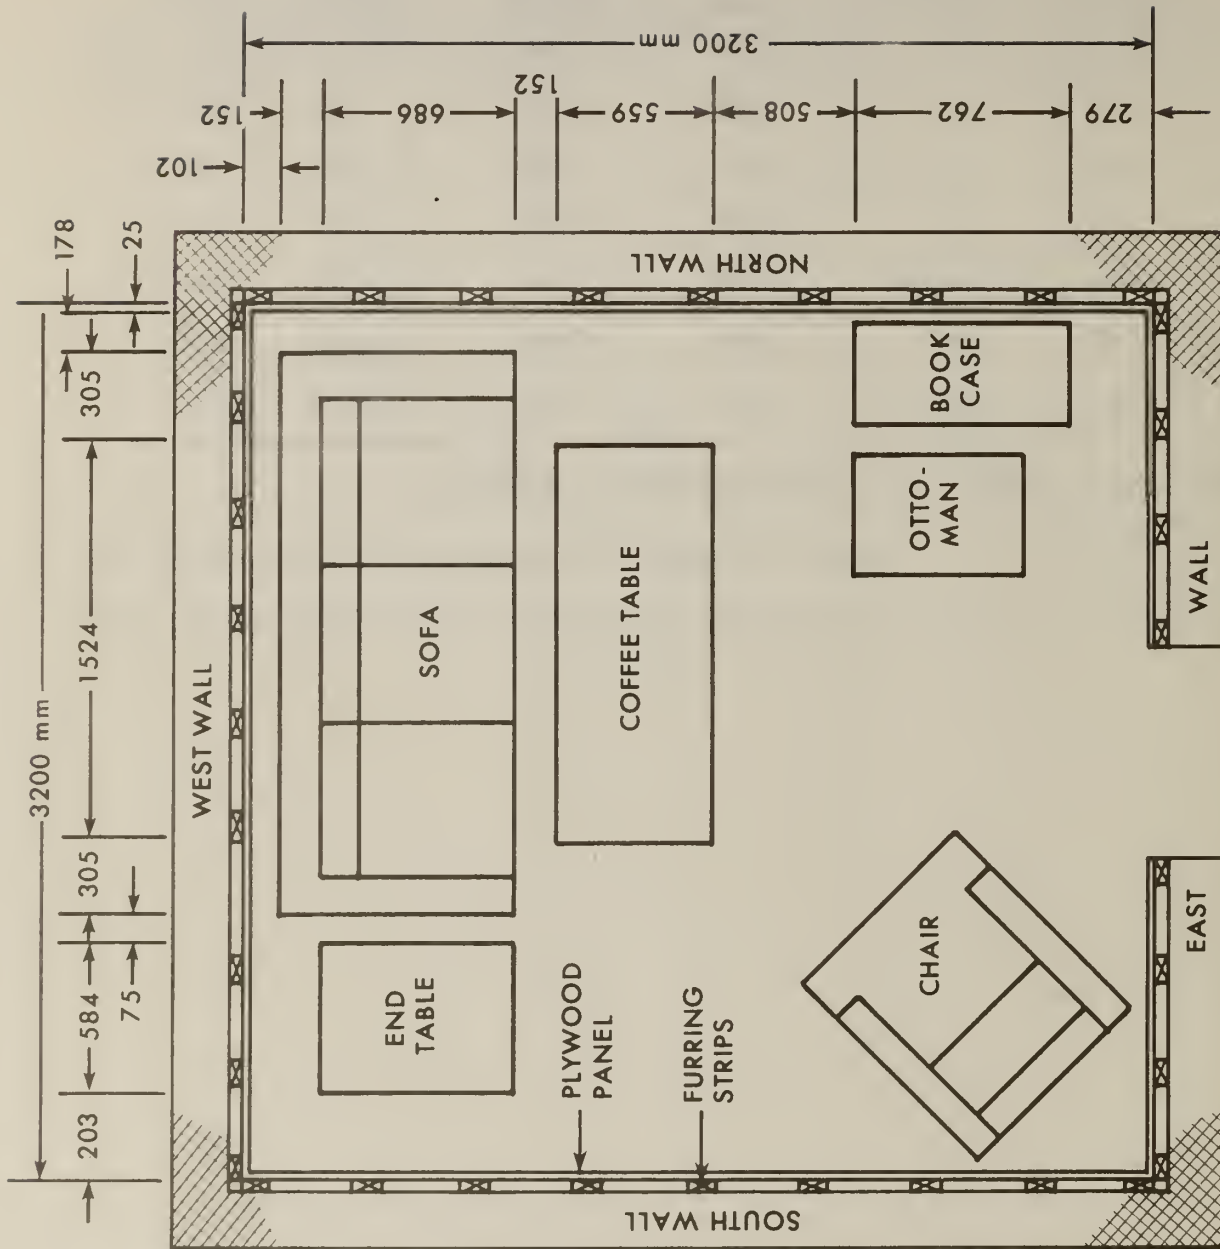 3200 mm
152
102
686
152
559
508
762
279
178
25
305
1524
3200 mm
305
75
584
203
NORTH WALL
WEST WALL
SOFA
COFFEE TABLE
BOOK
CASE
OTTO-
MAN
WALL
END
TABLE
PLYWOOD
PANEL
FURRING
STRIPS
CHAIR
EAST
SOUTH WALL